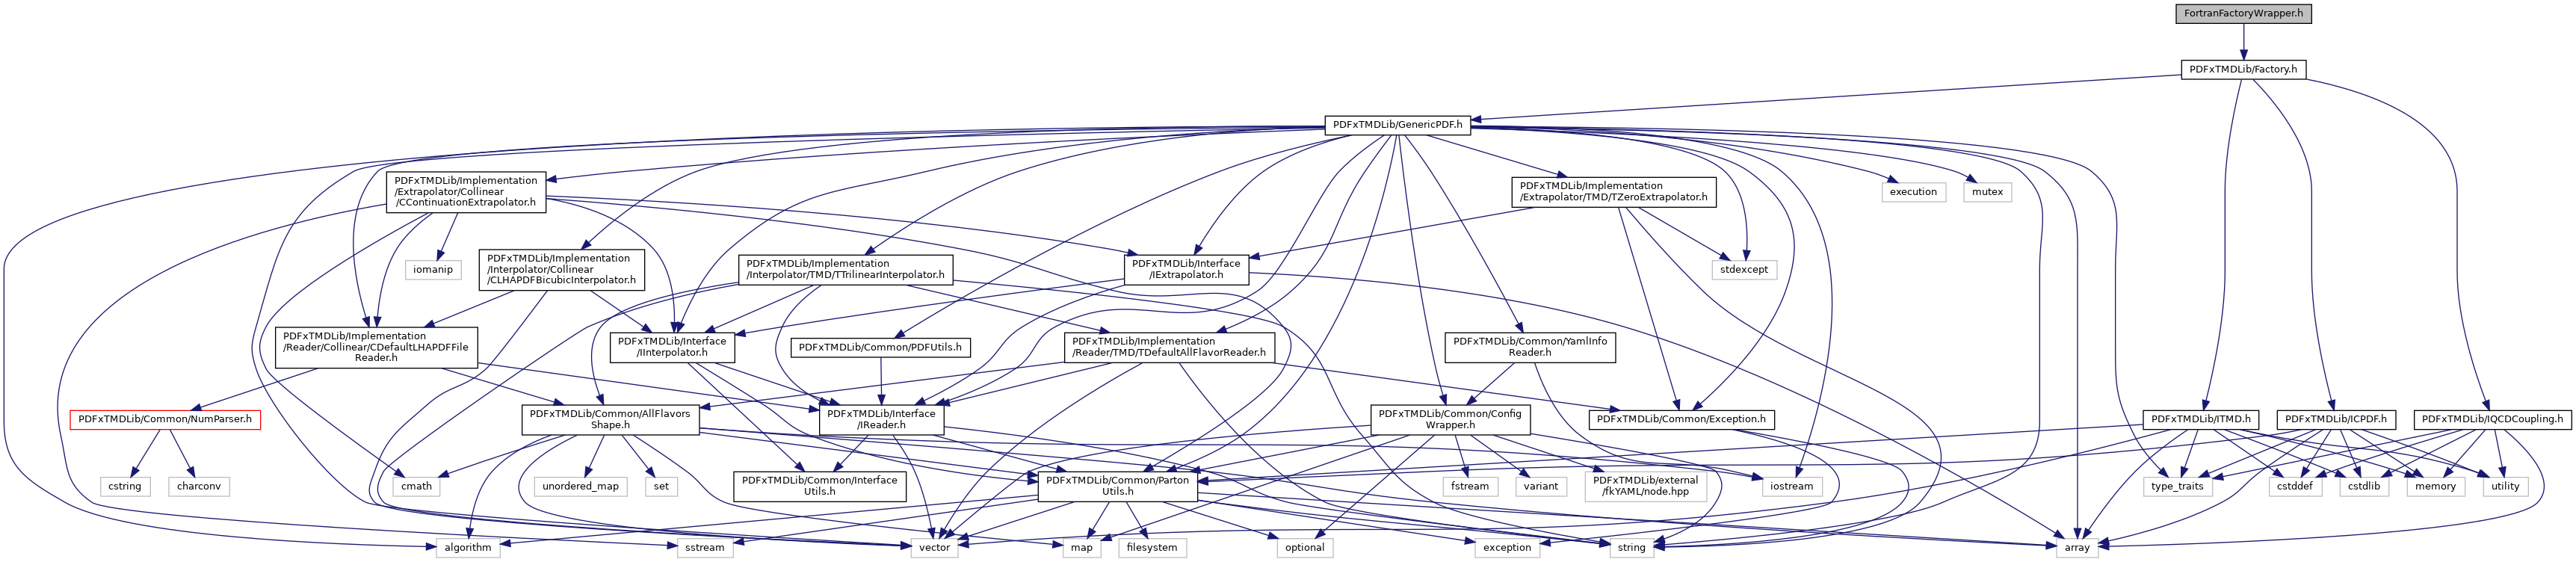 FortranFactoryWrapper.h
PDFxTMDLib/Factory.h
PDFxTMDLib/GenericPDF.h
PDFxTMDLib/Implementation
/Extrapolator/Collinear
/CContinuationExtrapolator.h
PDFxTMDLib/Implementation
/Extrapolator/TMD/TZeroExtrapolator.h
execution
mutex
PDFxTMDLib/Implementation
/Interpolator/Collinear
/CLHAPDFBicubicInterpolator.h
iomanip
PDFxTMDLib/Implementation
/Interpolator/TMD/TTrilinearInterpolator.h
PDFxTMDLib/Interface
/IExtrapolator.h
stdexcept
PDFxTMDLib/Implementation
/Reader/Collinear/CDefaultLHAPDFFile
Reader.h
PDFxTMDLib/Interface
/IInterpolator.h
PDFxTMDLib/Common/PDFUtils.h
PDFxTMDLib/Implementation
/Reader/TMD/TDefaultAllFlavorReader.h
PDFxTMDLib/Common/YamlInfo
Reader.h
PDFxTMDLib/Common/NumParser.h
PDFxTMDLib/Common/AllFlavors
Shape.h
PDFxTMDLib/Interface
/IReader.h
PDFxTMDLib/Common/Config
Wrapper.h
PDFxTMDLib/Common/Exception.h
PDFxTMDLib/ITMD.h
PDFxTMDLib/ICPDF.h
PDFxTMDLib/IQCDCoupling.h
cstring
charconv
cmath
unordered_map
set
PDFxTMDLib/Common/Interface
Utils.h
PDFxTMDLib/Common/Parton
Utils.h
fstream
variant
PDFxTMDLib/external
/fkYAML/node.hpp
iostream
type_traits
cstddef
cstdlib
memory
utility
algorithm
sstream
vector
map
filesystem
optional
exception
string
array